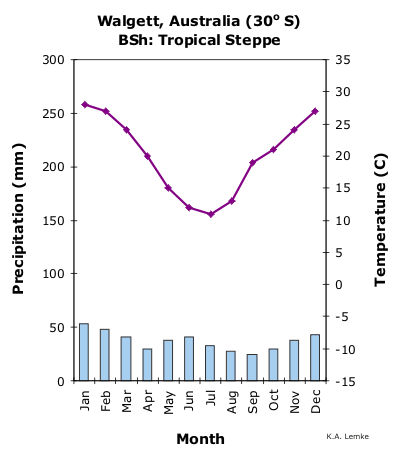 Walgett, Australia (30° S)
BSh: Tropical Steppe
300
250
200
150
100
50
0
Precipitation (mm)
35
30
25
20
15
10
5
0
-5
-10
-15
Temperature (C)
Jan
Feb
Mar
Apr
May
Jun
Jul
Aug
Sep
Oct
Nov
Dec
Month
K.A. Lemke